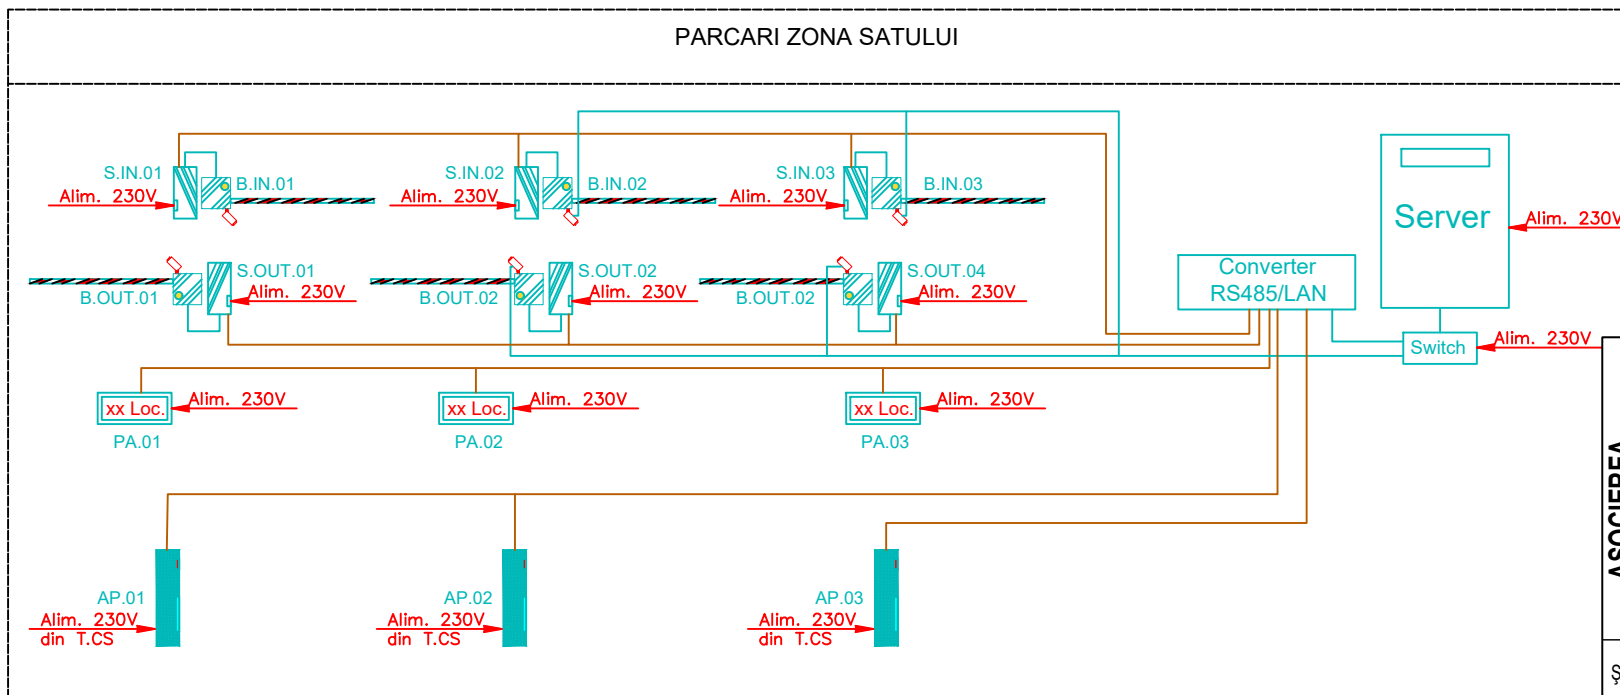 PARCARI ZONA SATULUI
S.IN.01
B.IN.01
Alim. 230V
S.IN.02
B.IN.02
Alim. 230V
S.IN.03
B.IN.03
Alim. 230V
Server
Alim. 230V
B.OUT.01
S.OUT.01
Alim. 230V
B.OUT.02
S.OUT.02
Alim. 230V
B.OUT.02
S.OUT.04
Alim. 230V
Converter
RS485/LAN
Switch
Alim. 230V
xx Loc.
Alim. 230V
PA.01
xx Loc.
Alim. 230V
PA.02
xx Loc.
Alim. 230V
PA.03
AP.01
Alim. 230V
din T.CS
AP.02
Alim. 230V
din T.CS
AP.03
Alim. 230V
din T.CS
ASOCIEREA